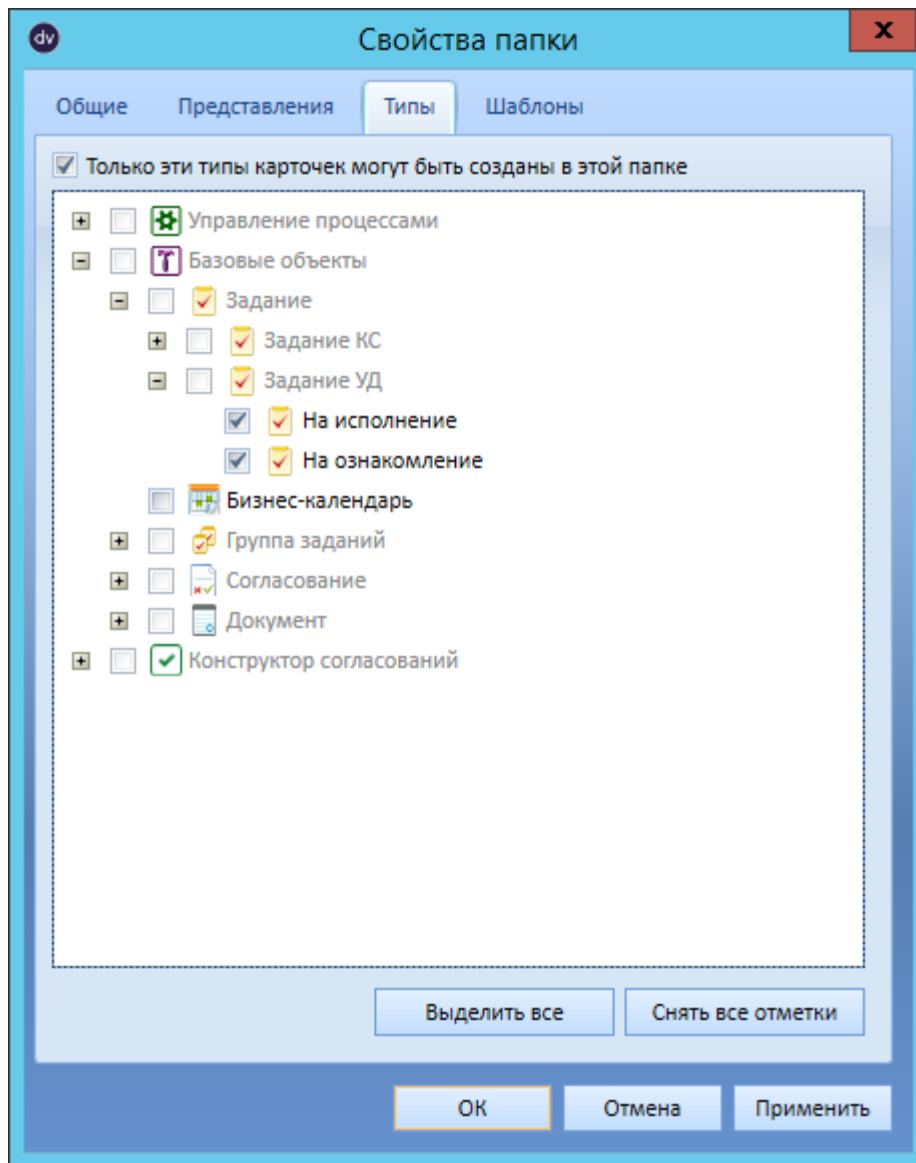 dv
Свойства папки
x
Общие Представления Типы Шаблоны
Только эти типы карточек могут быть созданы в этой папке
Управление процессами
Базовые объекты
Задание
Задание КС
Задание УД
На исполнение
На ознакомление
Бизнес-календарь
Группа заданий
Согласование
Документ
Конструктор согласований
Выделить все Снять все отметки
ОК Отмена Применить